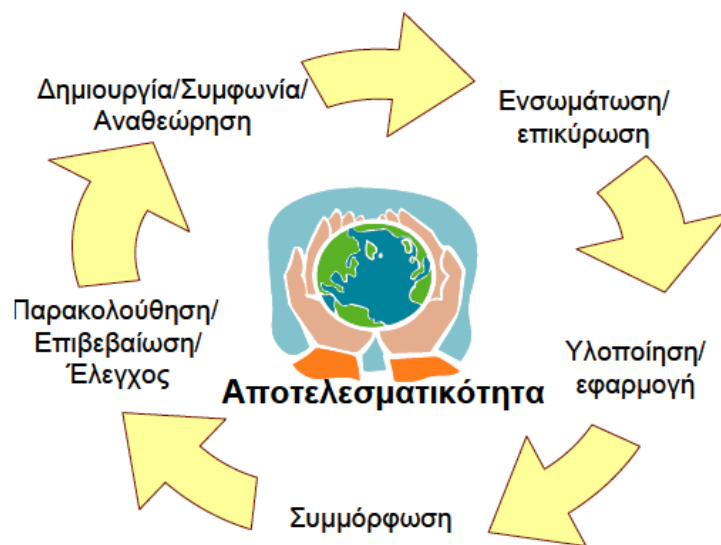 Δημιουργία/Συμφωνία/
Αναθεώρηση
Ενσωμάτωση/
επικύρωση
Υλοποίηση/
εφαρμογή
Συμμόρφωση
Παρακολούθηση/
Επιβεβαίωση/
Έλεγχος
Αποτελεσματικότητα